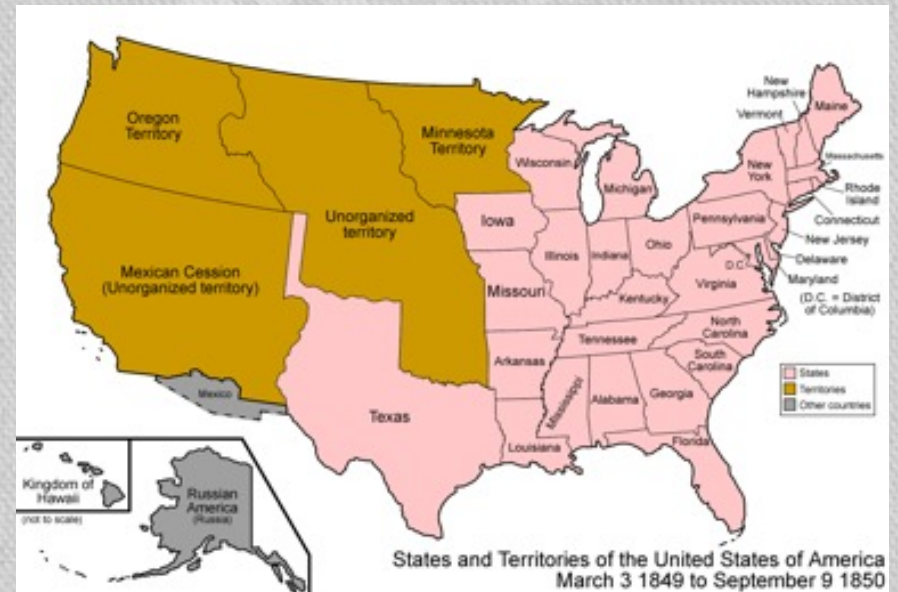 New
Hampshire
Vermont
Maine
Oregon
Territory
Minnesota
Territory
Massachusetts
Wisconsin
New
York
Michigan
Rhode
Island
Unorganized
territory
Iowa
Pennsylvania
Connecticut
New Jersey
Illinois
Indiana
Ohio
Delaware
D.C.
Mexican Cession
(Unorganized territory)
Maryland
Virginia
Missouri
Kentucky
(D.C. = District
of Columbia)
North
Carolina
Tennessee
South
Carolina
Arkansas
States
Territories
Other countries
Mexico
Mississippi
Alabama
Georgia
Texas
Louisiana
Florida
Kingdom of
Hawaii
(not to scale)
Russian
America
(Russia)
States and Territories of the United States of America
March 3 1849 to September 9 1850